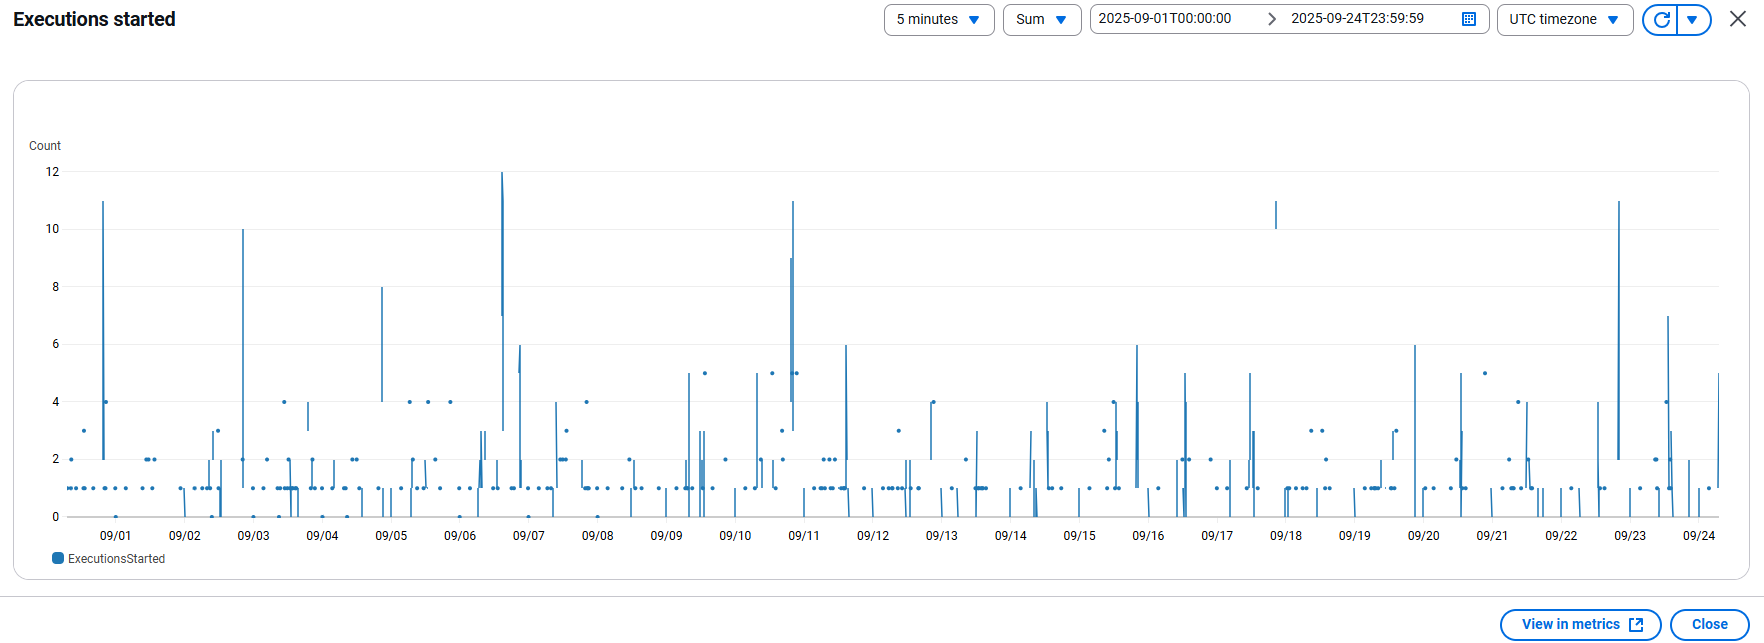 Executions started
5 minutes
Sum
2025-09-01T00:00:00
2025-09-24T23:59:59
UTC timezone
Count
12
10
8
6
4
2
0
09/01 09/02 09/03 09/04 09/05 09/06 09/07 09/08 09/09 09/10 09/11 09/12 09/13 09/14 09/15 09/16 09/17 09/18 09/19 09/20 09/21 09/22 09/23 09/24
ExecutionsStarted
View in metrics
Close